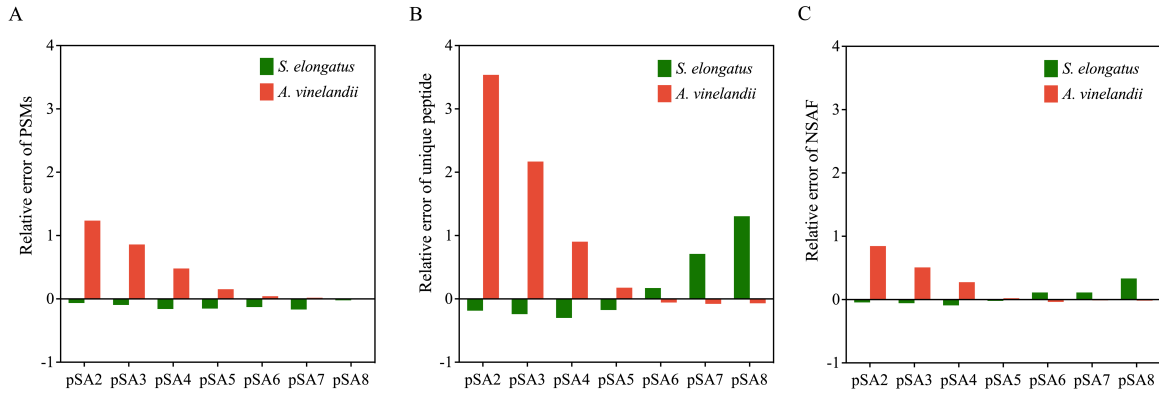 A
Relative error of PSMs
4
3
2
1
0
-1
S. elongatus
A. vinelandii
pSA2 pSA3 pSA4 pSA5 pSA6 pSA7 pSA8
B
Relative error of unique peptide
4
3
2
1
0
-1
S. elongatus
A. vinelandii
pSA2 pSA3 pSA4 pSA5 pSA6 pSA7 pSA8
C
Relative error of NSAF
4
3
2
1
0
-1
S. elongatus
A. vinelandii
pSA2 pSA3 pSA4 pSA5 pSA6 pSA7 pSA8